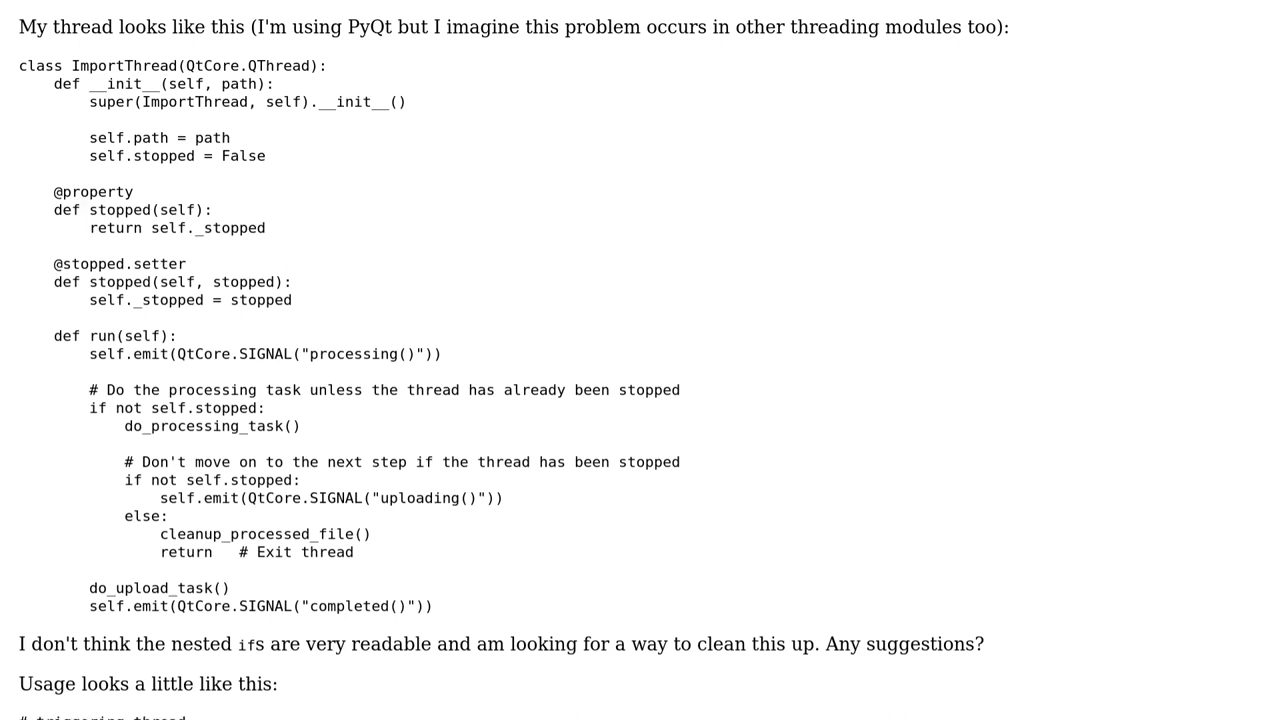 My thread looks like this (I'm using PyQt but I imagine this problem occurs in other threading modules too):
class ImportThread(QtCore.QThread):
    def __init__(self, path):
        super(ImportThread, self).__init__()

        self.path = path
        self.stopped = False

    @property
    def stopped(self):
        return self._stopped

    @stopped.setter
    def stopped(self, stopped):
        self._stopped = stopped

    def run(self):
        self.emit(QtCore.SIGNAL("processing()"))

        # Do the processing task unless the thread has already been stopped
        if not self.stopped:
            do_processing_task()

            # Don't move on to the next step if the thread has been stopped
            if not self.stopped:
                self.emit(QtCore.SIGNAL("uploading()"))
            else:
                cleanup_processed_file()
                return   # Exit thread

        do_upload_task()
        self.emit(QtCore.SIGNAL("completed()"))
I don't think the nested ifs are very readable and am looking for a way to clean this up. Any suggestions?
Usage looks a little like this: